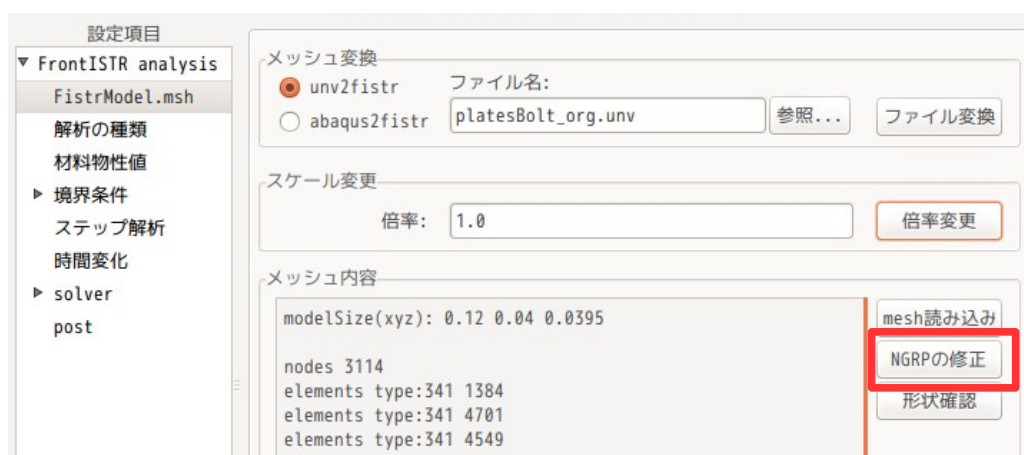 設定項目
FrontISTR analysis
FistrModel.msh
解析の種類
材料物性値
境界条件
ステップ解析
時間変化
solver
post
メッシュ変換
unv2fistr
ファイル名:
abaqus2fistr
platesBolt_org.unv
参照...
ファイル変換
スケール変更
倍率:
1.0
倍率変更
メッシュ内容
modelSize(xyz): 0.12 0.04 0.0395
nodes 3114
elements type:341 1384
elements type:341 4701
elements type:341 4549
mesh読み込み
NGRPの修正
形状確認